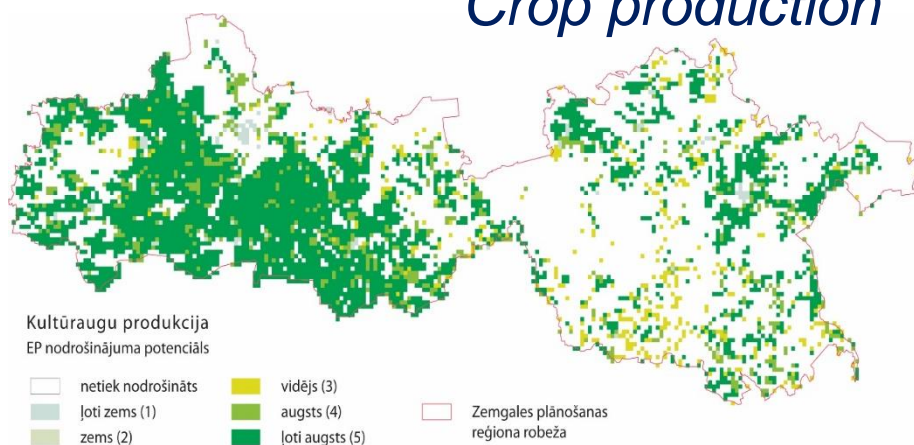 Crop production
Kultūraugu produkcija
EP nodrošinājuma potenciāls
netiek nodrošināts
ļoti zems (1)
zems (2)
vidējs (3)
augsts (4)
ļoti augsts (5)
Zemgales plānošanas
reģiona robeža